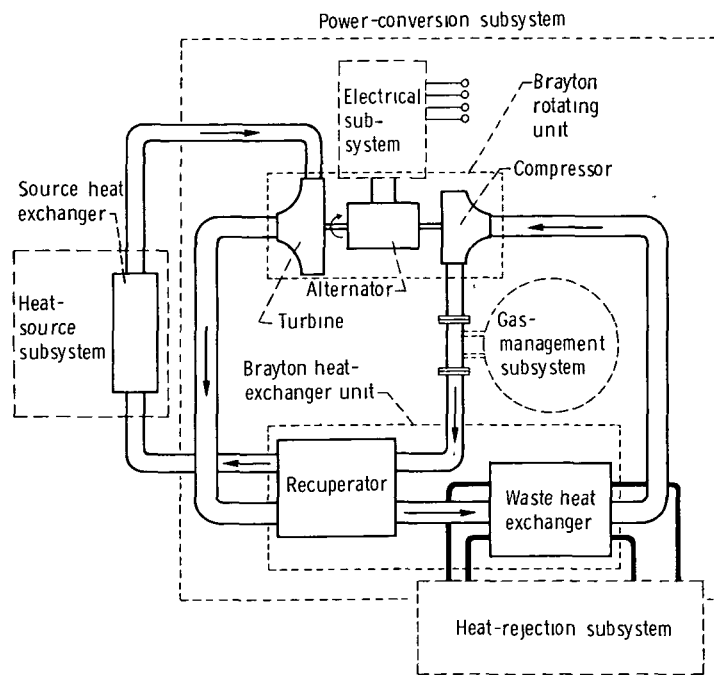 Power-conversion subsystem
Electrical
sub-
system
Brayton
rotating
unit
Compressor
Source heat
exchanger
Alternator
Turbine
Heat-
source
subsystem
Gas-
management
subsystem
Brayton heat-
exchanger unit
Recuperator
Waste heat
exchanger
Heat-rejection subsystem